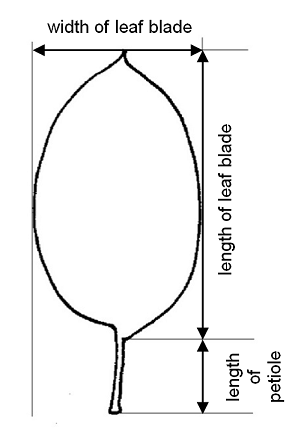 width of leaf blade
length of leaf blade
length
of
petiole